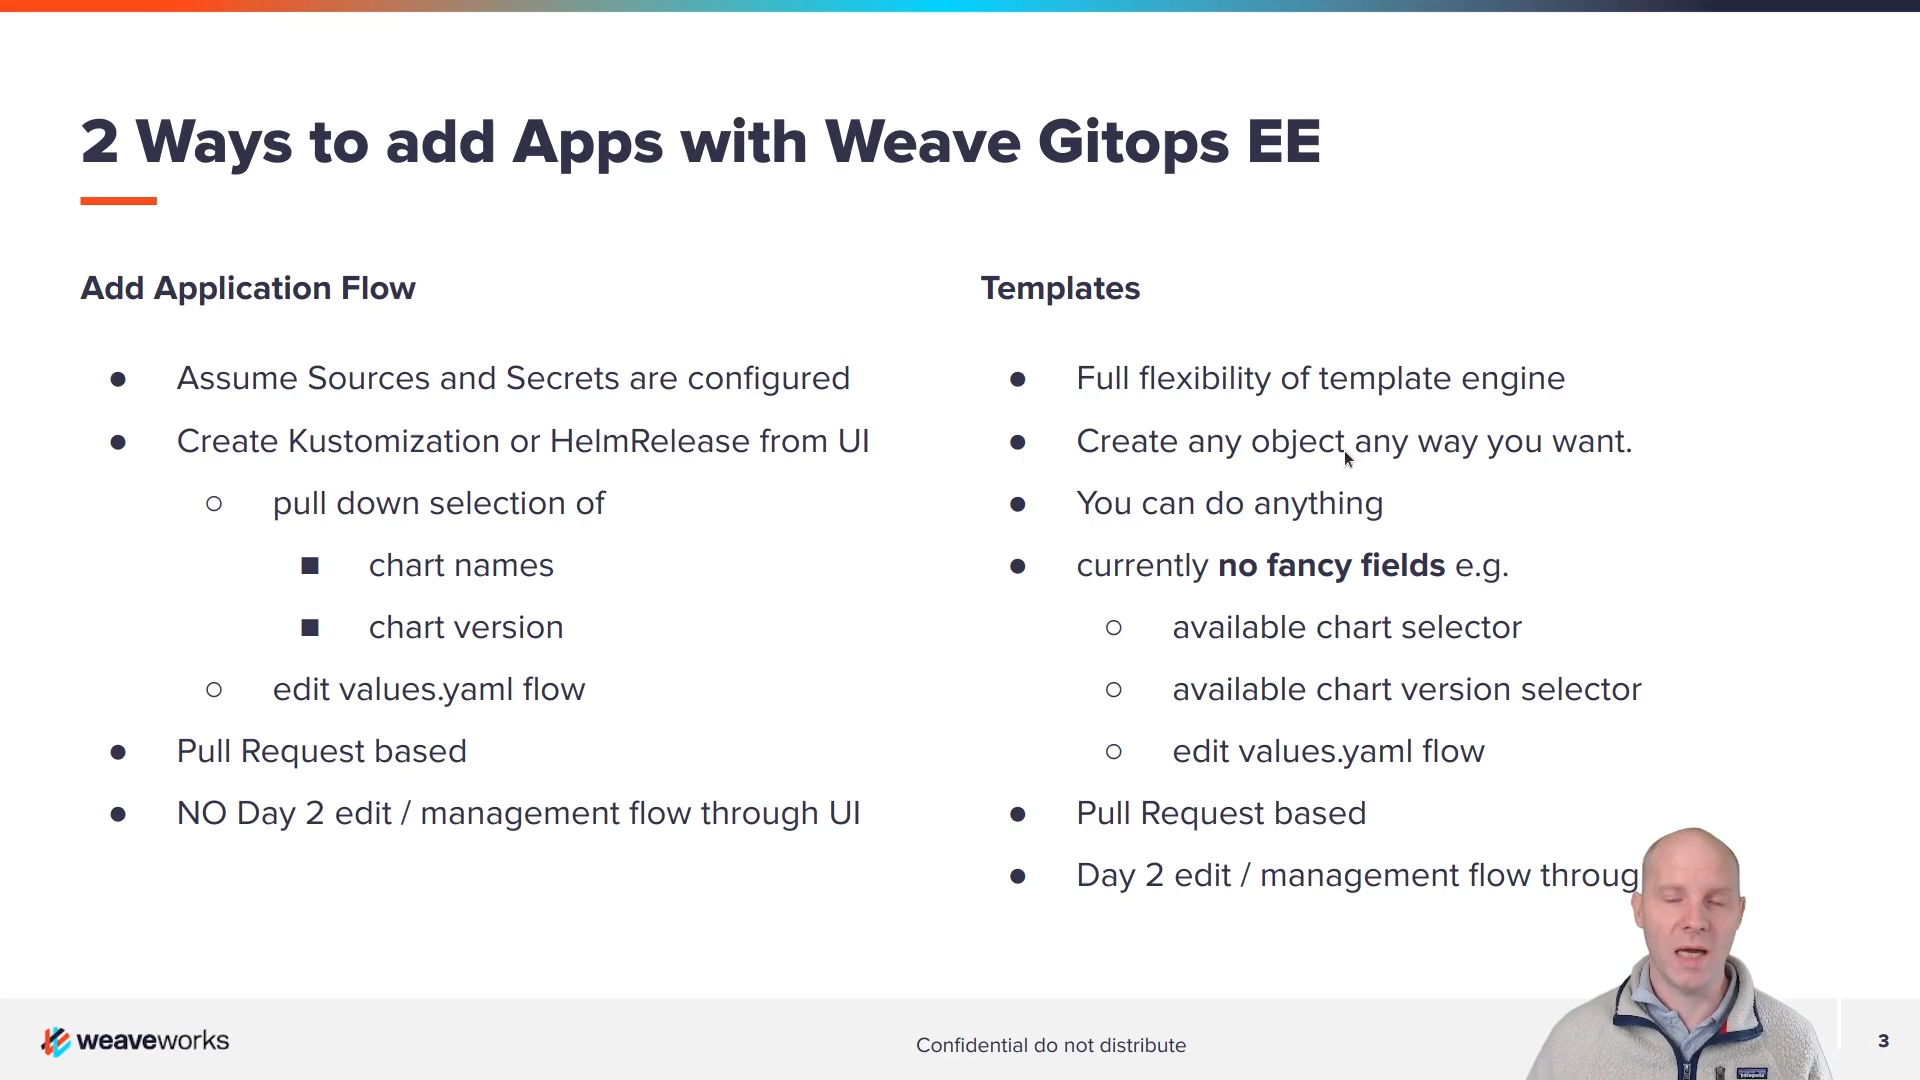 2 Ways to add Apps with Weave Gitops EE
Add Application Flow
● Assume Sources and Secrets are configured
● Create Kustomization or HelmRelease from UI
○ pull down selection of
■ chart names
■ chart version
○ edit values.yaml flow
● Pull Request based
● NO Day 2 edit / management flow through UI
Templates
● Full flexibility of template engine
● Create any object any way you want.
● You can do anything
● currently no fancy fields e.g.
○ available chart selector
○ available chart version selector
○ edit values.yaml flow
● Pull Request based
● Day 2 edit / management flow throug
weaveworks
Confidential do not distribute
3
patagonia